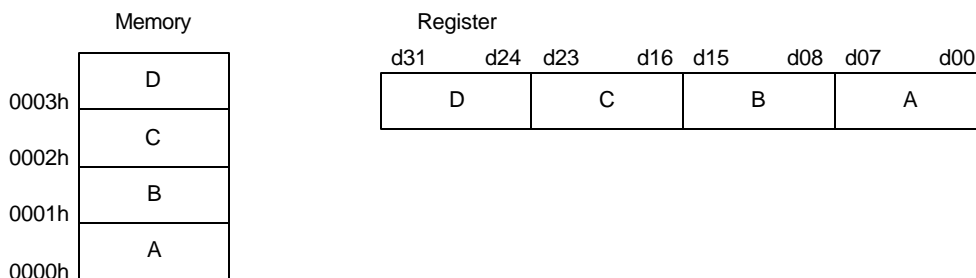 Memory Register
d31 d24 d23 d16 d15 d08 d07 d00
D
D C B A
0003h
C
0002h
B
0001h
A
0000h